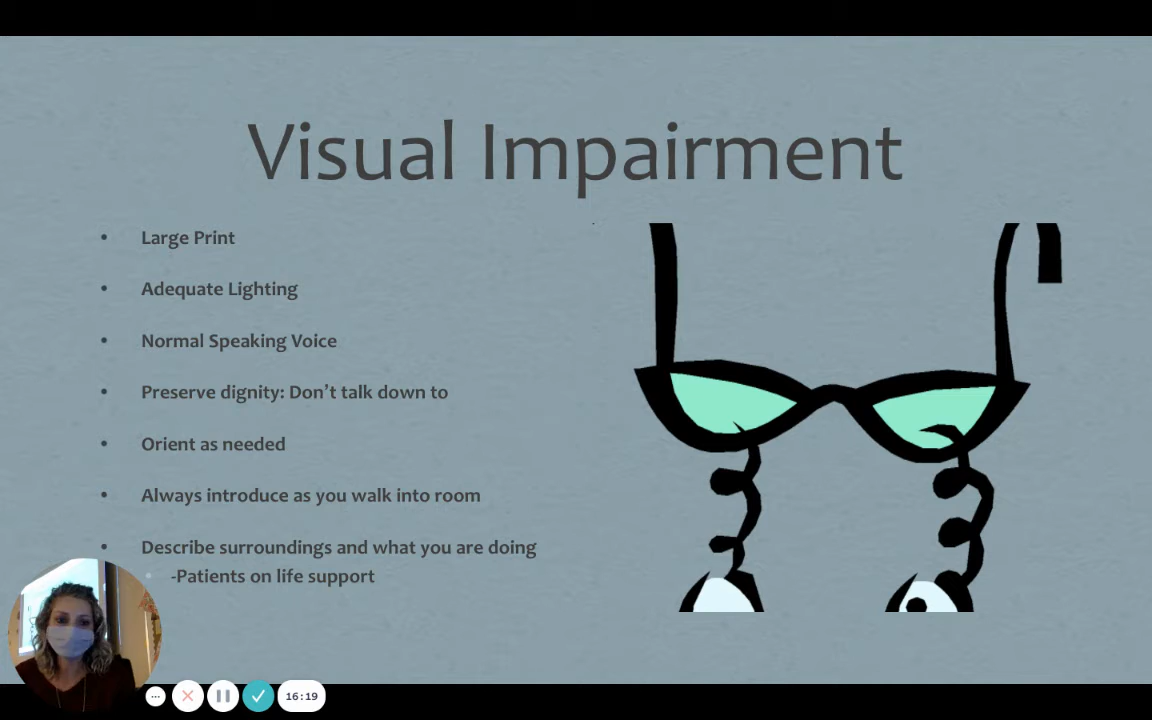 Visual Impairment
• Large Print
• Adequate Lighting
• Normal Speaking Voice
• Preserve dignity: Don't talk down to
• Orient as needed
• Always introduce as you walk into room
• Describe surroundings and what you are doing
• -Patients on life support
16:19